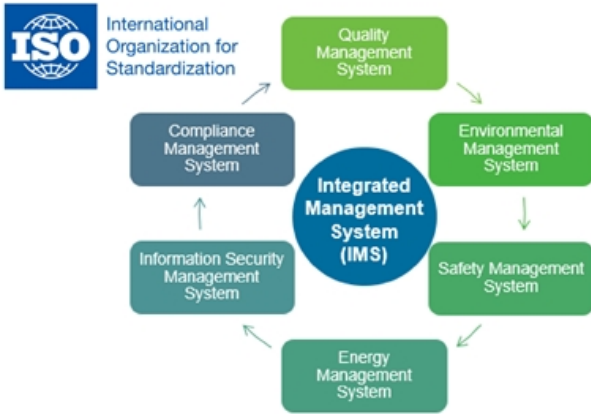 ISO
International
Organization for
Standardization
Quality
Management
System
Environmental
Management
System
Safety Management
System
Energy
Management
System
Information Security
Management
System
Compliance
Management
System
Integrated
Management
System
(IMS)